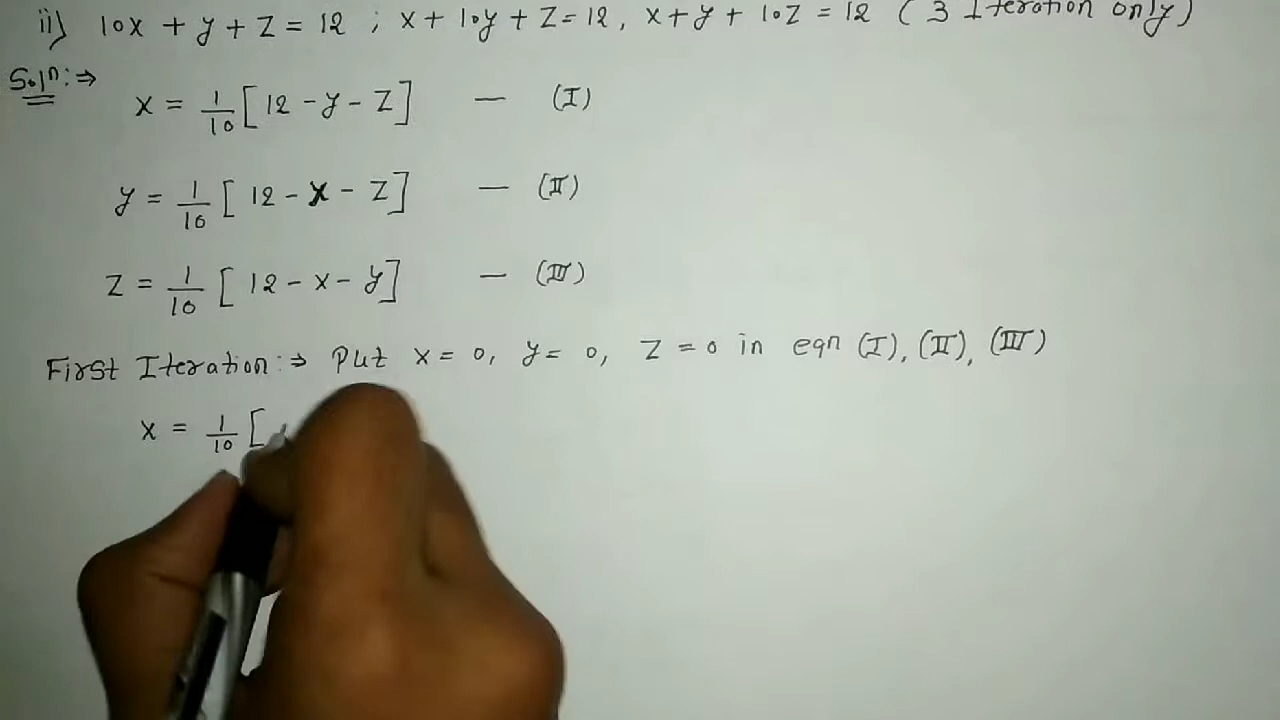 ii) 10x + y + z = 12 ; x + 10y + z = 12, x + y + 10z = 12 ( 3 Iteration only)
Solⁿ:⇒
x = 1/10 [ 12 - y - z ] — (I)
y = 1/10 [ 12 - x - z ] — (II)
z = 1/10 [ 12 - x - y ] — (III)
First Iteration :⇒ Put x = 0, y = 0, z = 0 in eqn (I), (II), (III)
x = 1/10 [